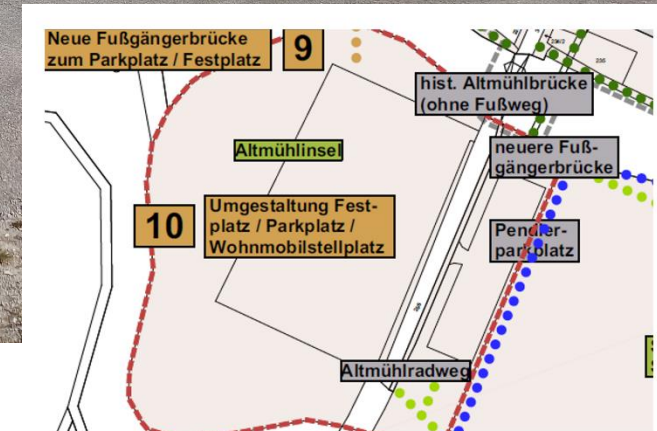 Neue Fußgängerbrücke
zum Parkplatz / Festplatz
9
hist. Altmühlbrücke
(ohne Fußweg)
Altmühlinsel
neuere Fuß-
gängerbrücke
10
Umgestaltung Fest-
platz / Parkplatz /
Wohnmobilstellplatz
Pendler-
parkplatz
Altmühlradweg